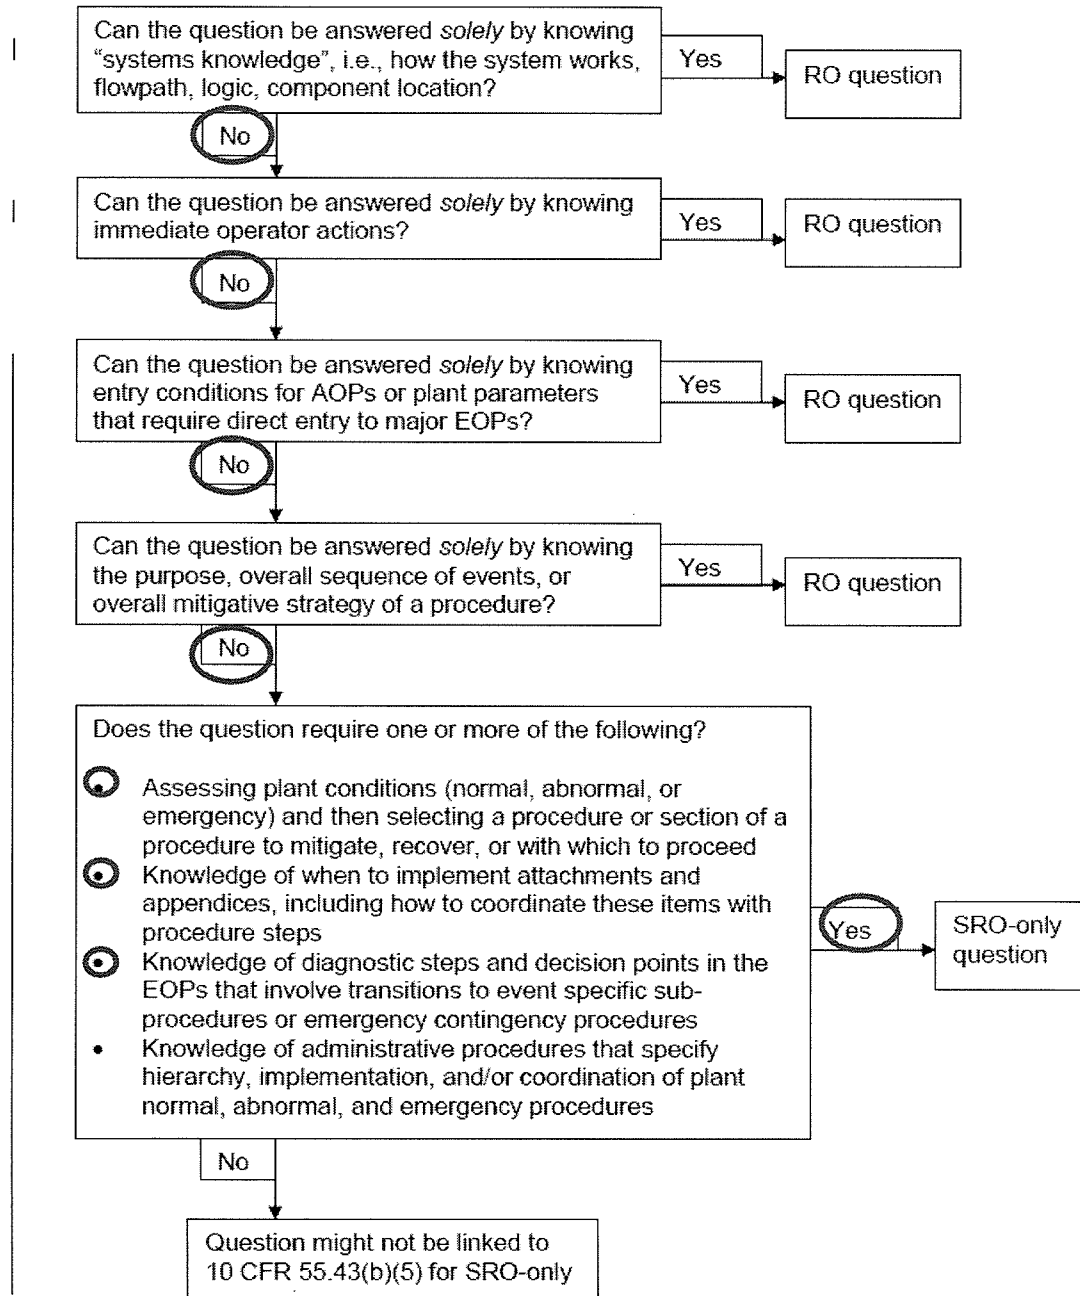 Can the question be answered solely by knowing
“systems knowledge”, i.e., how the system works,
flowpath, logic, component location?
Yes
RO question
No
Can the question be answered solely by knowing
immediate operator actions?
Yes
RO question
No
Can the question be answered solely by knowing
entry conditions for AOPs or plant parameters
that require direct entry to major EOPs?
Yes
RO question
No
Can the question be answered solely by knowing
the purpose, overall sequence of events, or
overall mitigative strategy of a procedure?
Yes
RO question
No
Does the question require one or more of the following?
• Assessing plant conditions (normal, abnormal, or
emergency) and then selecting a procedure or section of a
procedure to mitigate, recover, or with which to proceed
• Knowledge of when to implement attachments and
appendices, including how to coordinate these items with
procedure steps
• Knowledge of diagnostic steps and decision points in the
EOPs that involve transitions to event specific sub-
procedures or emergency contingency procedures
• Knowledge of administrative procedures that specify
hierarchy, implementation, and/or coordination of plant
normal, abnormal, and emergency procedures
Yes
SRO-only
question
No
Question might not be linked to
10 CFR 55.43(b)(5) for SRO-only